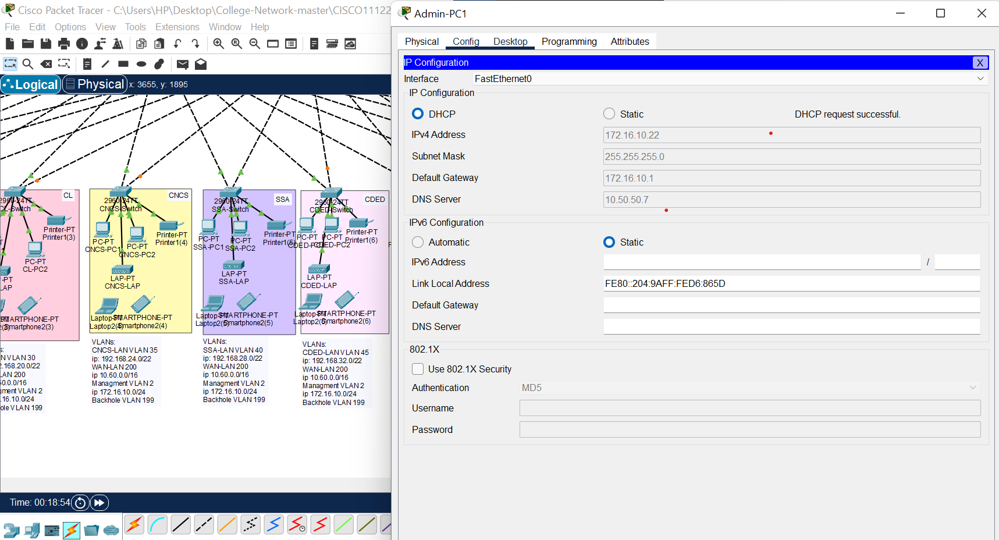 Cisco Packet Tracer - C:\Users\HP\Desktop\College-Network-master\CISCO11122
File Edit Options View Tools Extensions Window Help
Logical Physical x: 3655, y: 1895
CL
2960-24TT
CL-Switch
Printer-PT
Printer1(3)
PC-PT
CL-PC2
-PT
LAP
SMARTPHONE-PT
Smartphone2(3)
CNCS
2960-24TT
CNCS-Switch
Printer-PT
Printer1(4)
PC-PT
CNCS-PC1
PC-PT
CNCS-PC2
LAP-PT
CNCS-LAP
Laptop-PT
Laptop2(4)
SMARTPHONE-PT
Smartphone2(4)
SSA
2960-24TT
SSA-Switch
Printer-PT
Printer1(5)
PC-PT
SSA-PC1
PC-PT
SSA-PC2
LAP-PT
SSA-LAP
Laptop-PT
Laptop2(5)
SMARTPHONE-PT
Smartphone2(5)
CDED
2960-24TT
CDED-Switch
Printer-PT
Printer1(6)
PC-PT
CDED-PC1
PC-PT
CDED-PC2
LAP-PT
CDED-LAP
Laptop-PT
Laptop2(6)
SMARTPHONE-PT
Smartphone2(6)
s:
N VLAN 30
2.168.20.0/22
LAN 200
60.0.0/16
gment VLAN 2
.16.10.0/24
ole VLAN 199
VLANs:
CNCS-LAN VLAN 35
ip: 192.168.24.0/22
WAN-LAN 200
ip 10.60.0.0/16
Managment VLAN 2
ip 172.16.10.0/24
Backhole VLAN 199
VLANs:
SSA-LAN VLAN 40
ip: 192.168.28.0/22
WAN-LAN 200
ip 10.60.0.0/16
Managment VLAN 2
ip 172.16.10.0/24
Backhole VLAN 199
VLANs:
CDED-LAN VLAN 45
ip: 192.168.32.0/22
WAN-LAN 200
ip 10.60.0.0/16
Managment VLAN 2
ip 172.16.10.0/24
Backhole VLAN 199
Time: 00:18:54
Admin-PC1
Physical Config Desktop Programming Attributes
IP Configuration X
Interface FastEthernet0
IP Configuration
DHCP Static DHCP request successful.
IPv4 Address 172.16.10.22
Subnet Mask 255.255.255.0
Default Gateway 172.16.10.1
DNS Server 10.50.50.7
IPv6 Configuration
Automatic Static
IPv6 Address /
Link Local Address FE80::204:9AFF:FED6:865D
Default Gateway
DNS Server
802.1X
Use 802.1X Security
Authentication MD5
Username
Password